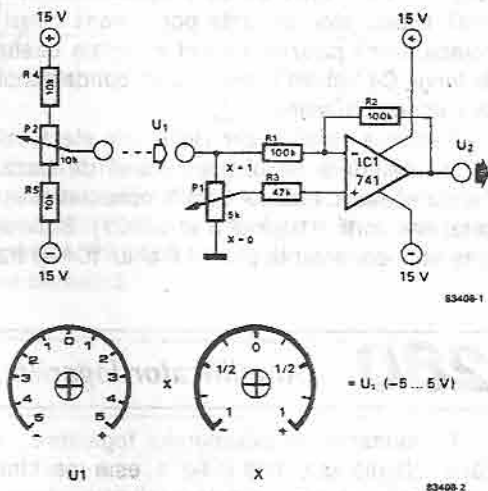 15 V
15 V
+
+
R4
10k
P2
10k
U1
R1
100k
R2
100k
IC1
741
U2
X = 1
P1
5k
R3
47k
X = 0
R5
10k
−
−
15 V
15 V
83408-1
0
1 1
2 2
3 3
4 4
5 5
- +
U1
X
0
1/2 1/2
1 1
- +
X
= U2 (−5 ... 5 V)
83408-2